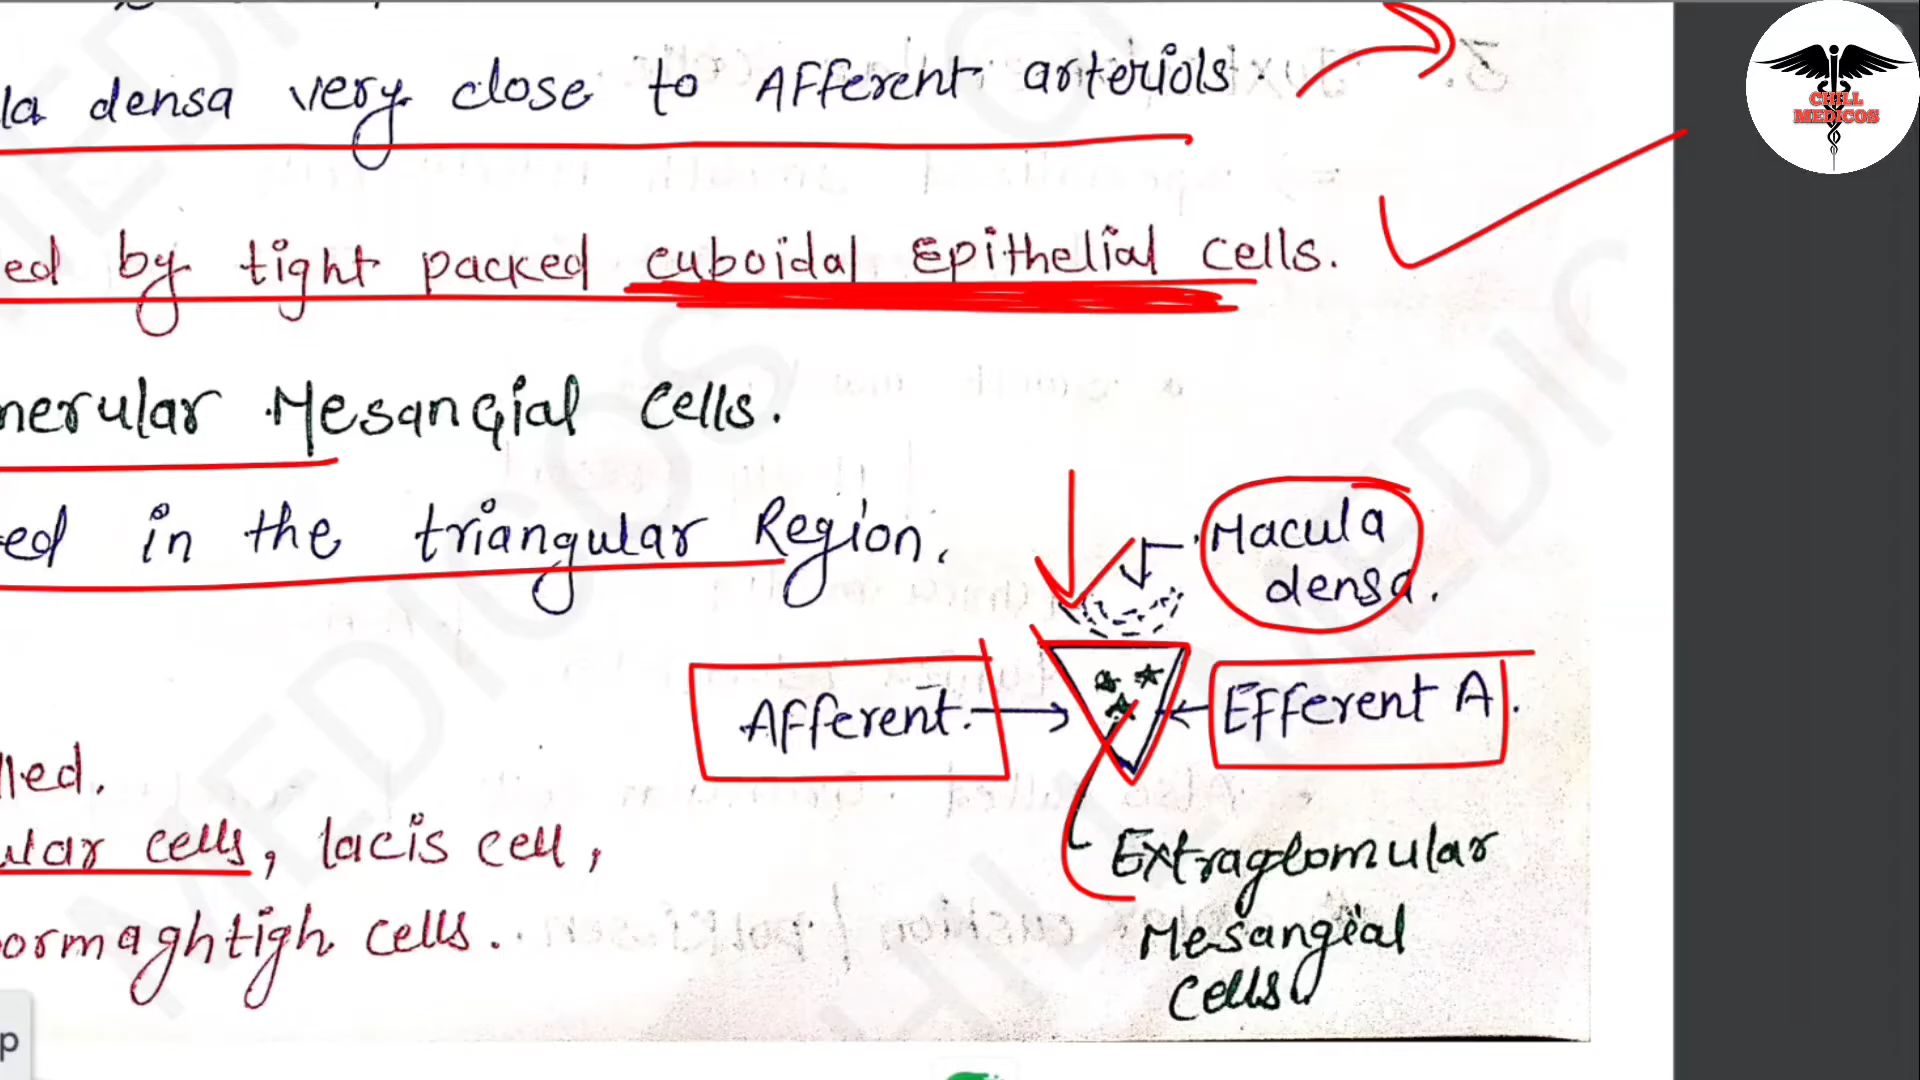 la densa very close to Afferent arteriols
CHILL
MEDICOS
ed by tight packed cuboidal Epithelial cells.
nerular Mesangial Cells.
ed in the triangular Region.
Macula
densa.
Afferent.
Efferent A.
lled.
ular cells, lacis cell,
Extraglomular
ormaghtigh cells.
Mesangial
Cells.
p